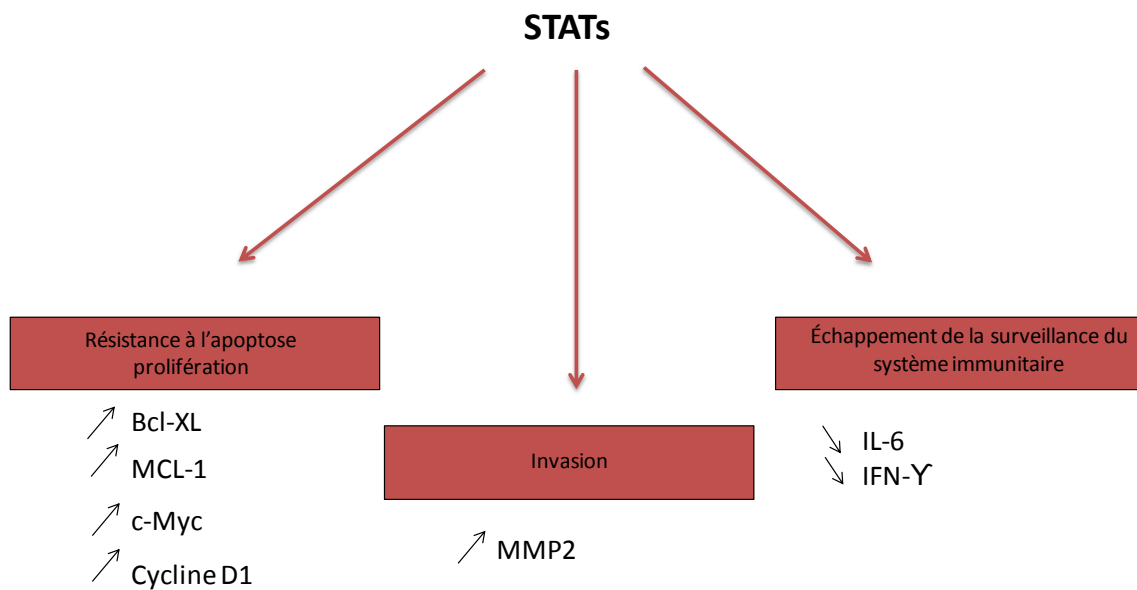 STATs
Résistance à l'apoptose
prolifération
Bcl-XL
MCL-1
c-Myc
Cycline D1
Invasion
MMP2
Échappement de la surveillance du
système immunitaire
IL-6
IFN-ϒ